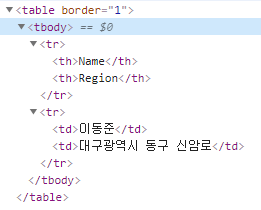 ▼<table border="1">
▼<tbody> == $0
▼<tr>
<th>Name</th>
<th>Region</th>
</tr>
▼<tr>
<td>이동준</td>
<td>대구광역시 동구 신암로</td>
</tr>
</tbody>
</table>